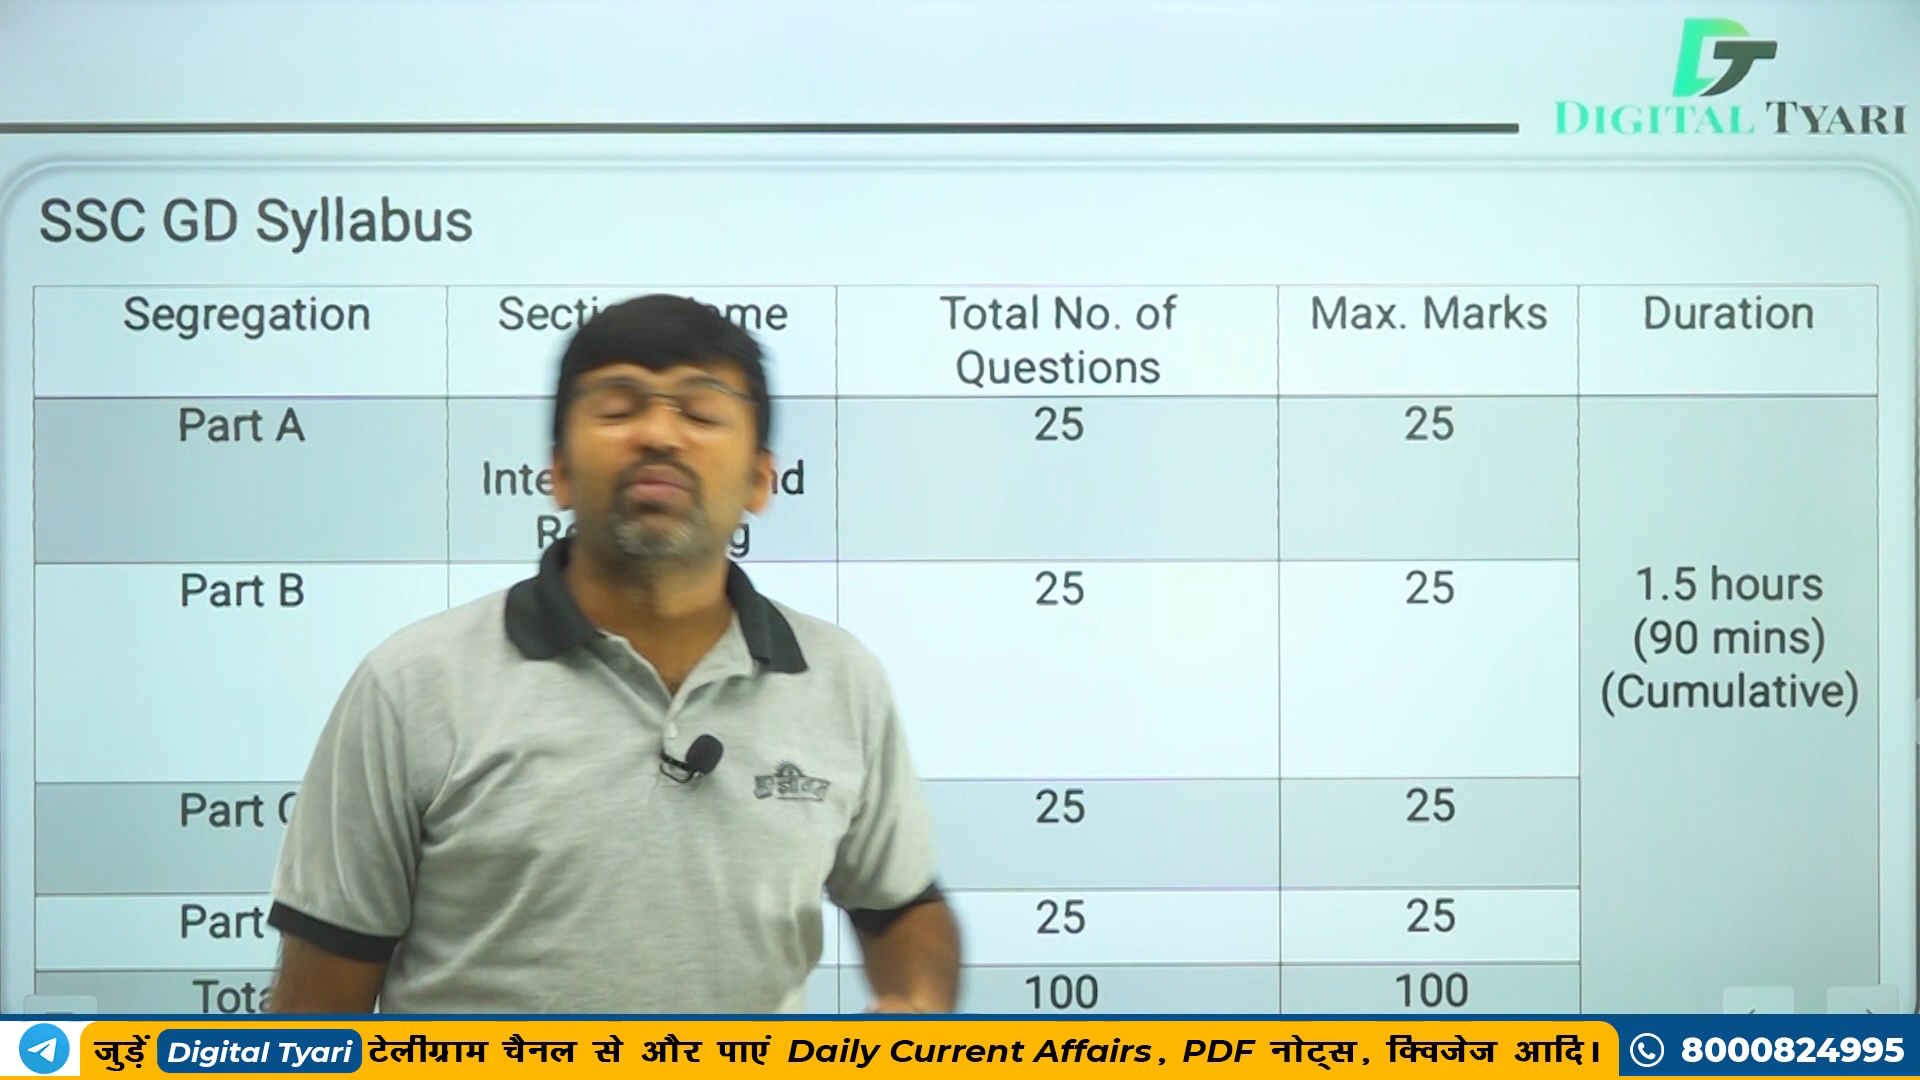 DIGITAL TYARI
SSC GD Syllabus
Segregation
Total No. of
Questions
Max. Marks
Duration
Part A
25
25
Part B
25
25
1.5 hours
(90 mins)
(Cumulative)
Part
25
25
Part
25
25
100
100
जुड़ें Digital Tyari टेलीग्राम चैनल से और पाएं Daily Current Affairs, PDF नोट्स, क्विजेज आदि।
8000824995